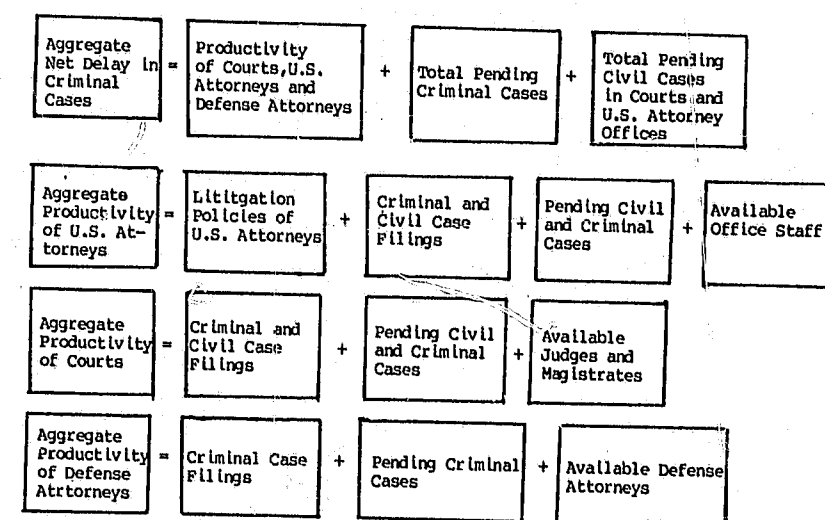 Aggregate
Net Delay in
Criminal
Cases
=
Productivity
of Courts,U.S.
Attorneys and
Defense Attorneys
+
Total Pending
Criminal Cases
+
Total Pending
Civil Cases
in Courts and
U.S. Attorney
Offices
Aggregate
Productivity
of U.S. At-
torneys
=
Lititgation
Policies of
U.S. Attorneys
+
Criminal and
Civil Case
Filings
+
Pending Civil
and Criminal
Cases
+
Available
Office Staff
Aggregate
Productivity
of Courts
=
Criminal and
Civil Case
Filings
+
Pending Civil
and Criminal
Cases
+
Available
Judges and
Magistrates
Aggregate
Productivity
of Defense
Atrtorneys
=
Criminal Case
Filings
+
Pending Criminal
Cases
+
Available Defense
Attorneys